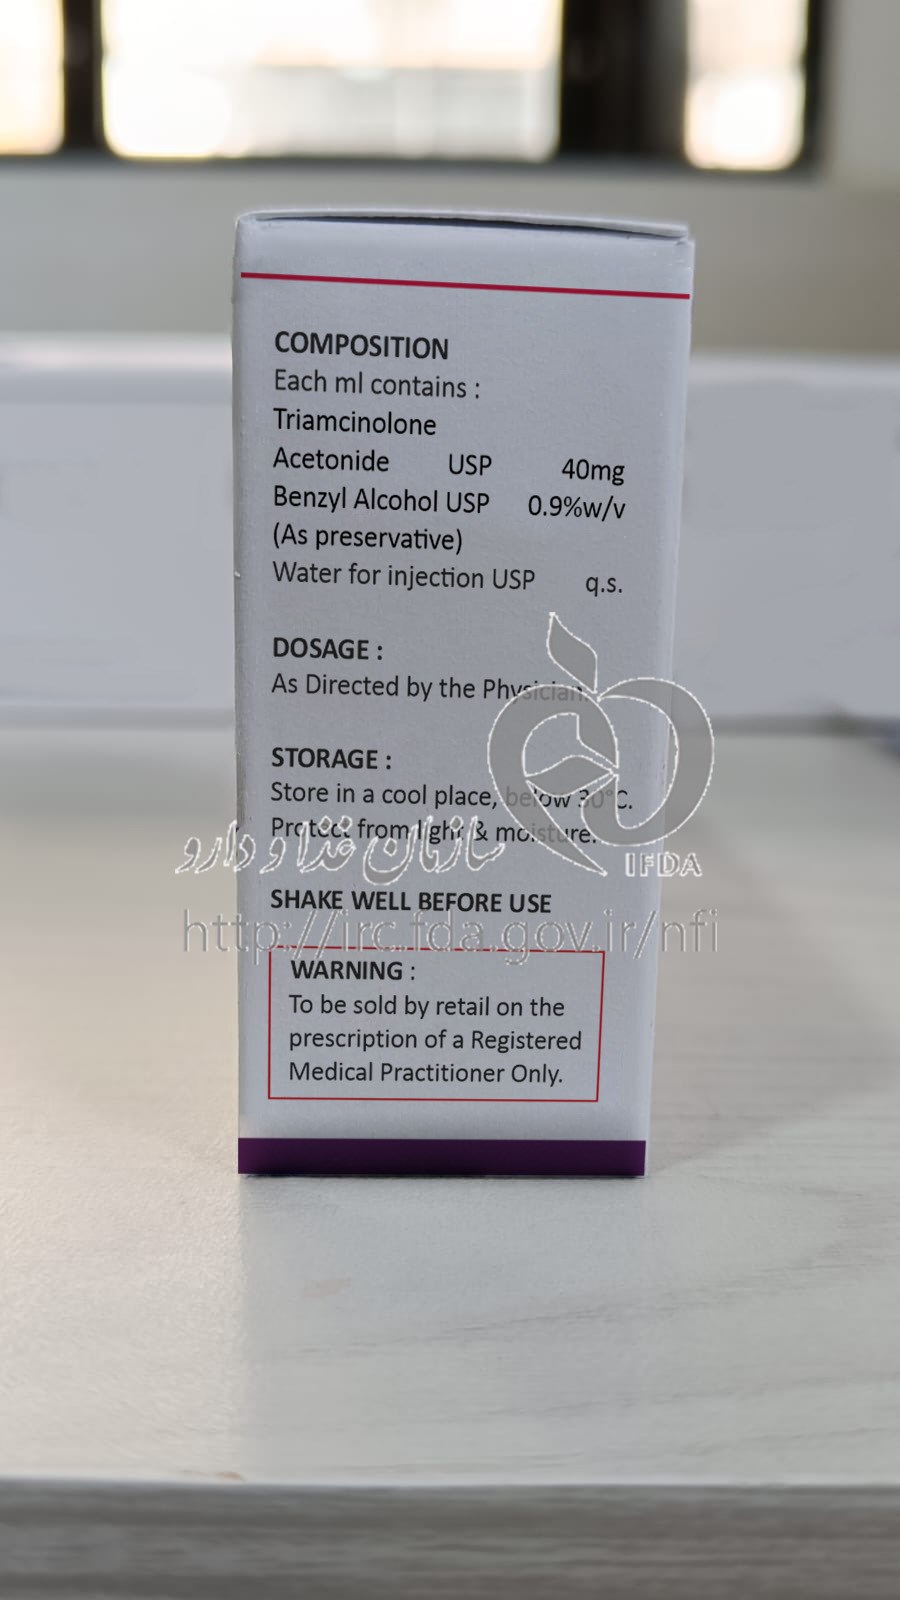 COMPOSITION
Each ml contains :
Triamcinolone
Acetonide USP 40mg
Benzyl Alcohol USP 0.9%w/v
(As preservative)
Water for injection USP q.s.
DOSAGE :
As Directed by the Physician.
STORAGE :
Store in a cool place, below 30°C.
Protect from light & moisture.
سازمان غذا و دارو
IFDA
SHAKE WELL BEFORE USE
http://irc.fda.gov.ir/nfi
WARNING :
To be sold by retail on the
prescription of a Registered
Medical Practitioner Only.